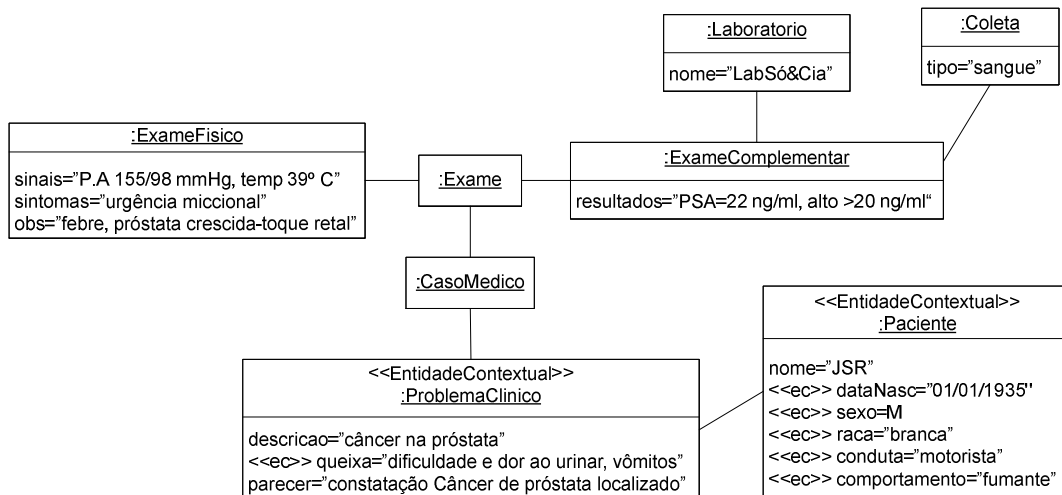 :Laboratorio
nome="LabSó&Cia"
:Coleta
tipo="sangue"
:ExameFisico
sinais="P.A 155/98 mmHg, temp 39º C"
sintomas="urgência miccional"
obs="febre, próstata crescida-toque retal"
:Exame
:ExameComplementar
resultados="PSA=22 ng/ml, alto >20 ng/ml"
:CasoMedico
<<EntidadeContextual>>
:ProblemaClinico
descricao="câncer na próstata"
<<ec>> queixa="dificuldade e dor ao urinar, vômitos"
parecer="constatação Câncer de próstata localizado"
<<EntidadeContextual>>
:Paciente
nome="JSR"
<<ec>> dataNasc="01/01/1935"
<<ec>> sexo=M
<<ec>> raca="branca"
<<ec>> conduta="motorista"
<<ec>> comportamento="fumante"